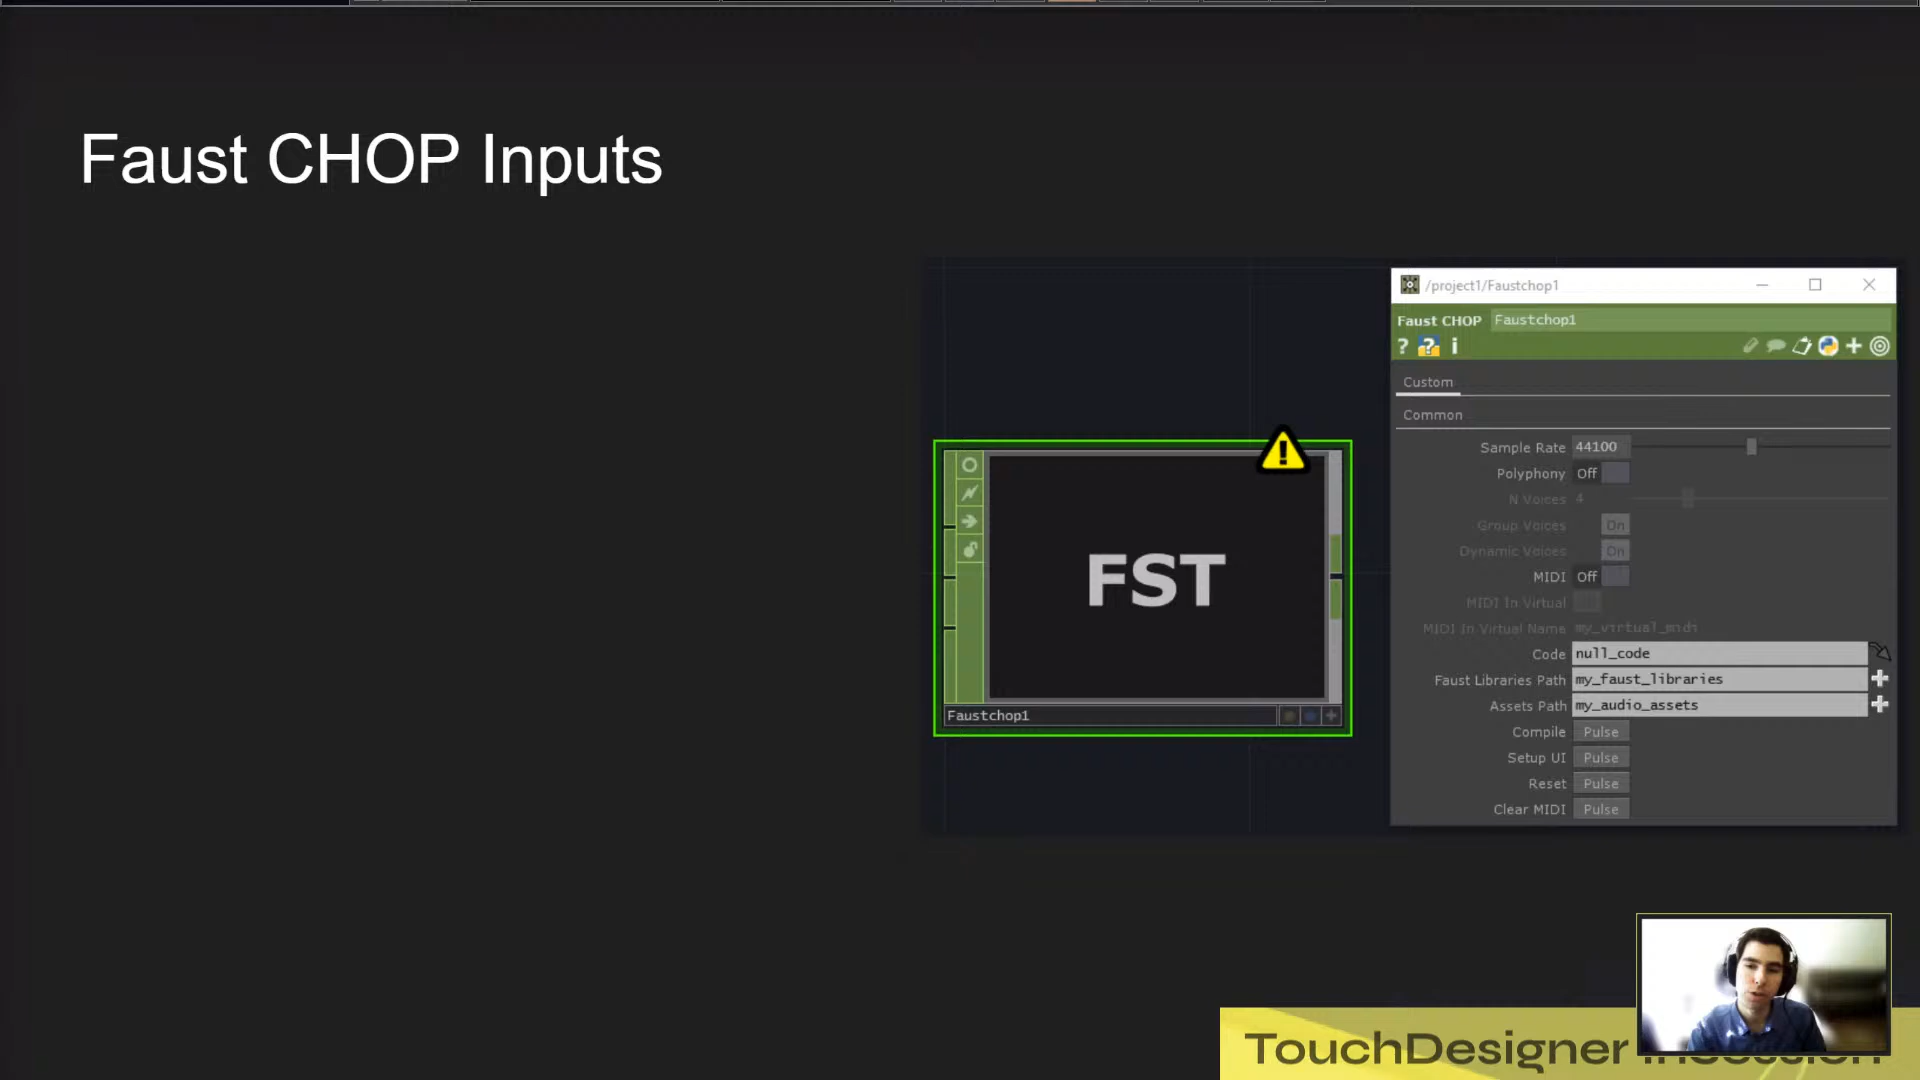 Faust CHOP Inputs
/project1/Faustchop1
Faust CHOP Faustchop1
? ? i
Custom
Common
Sample Rate 44100
Polyphony Off
N Voices 4
Group Voices On
Dynamic Voices On
MIDI Off
MIDI In Virtual
MIDI In Virtual Name my_virtual_midi
Code null_code
Faust Libraries Path my_faust_libraries
Assets Path my_audio_assets
Compile Pulse
Setup UI Pulse
Reset Pulse
Clear MIDI Pulse
FST
Faustchop1
TouchDesigner